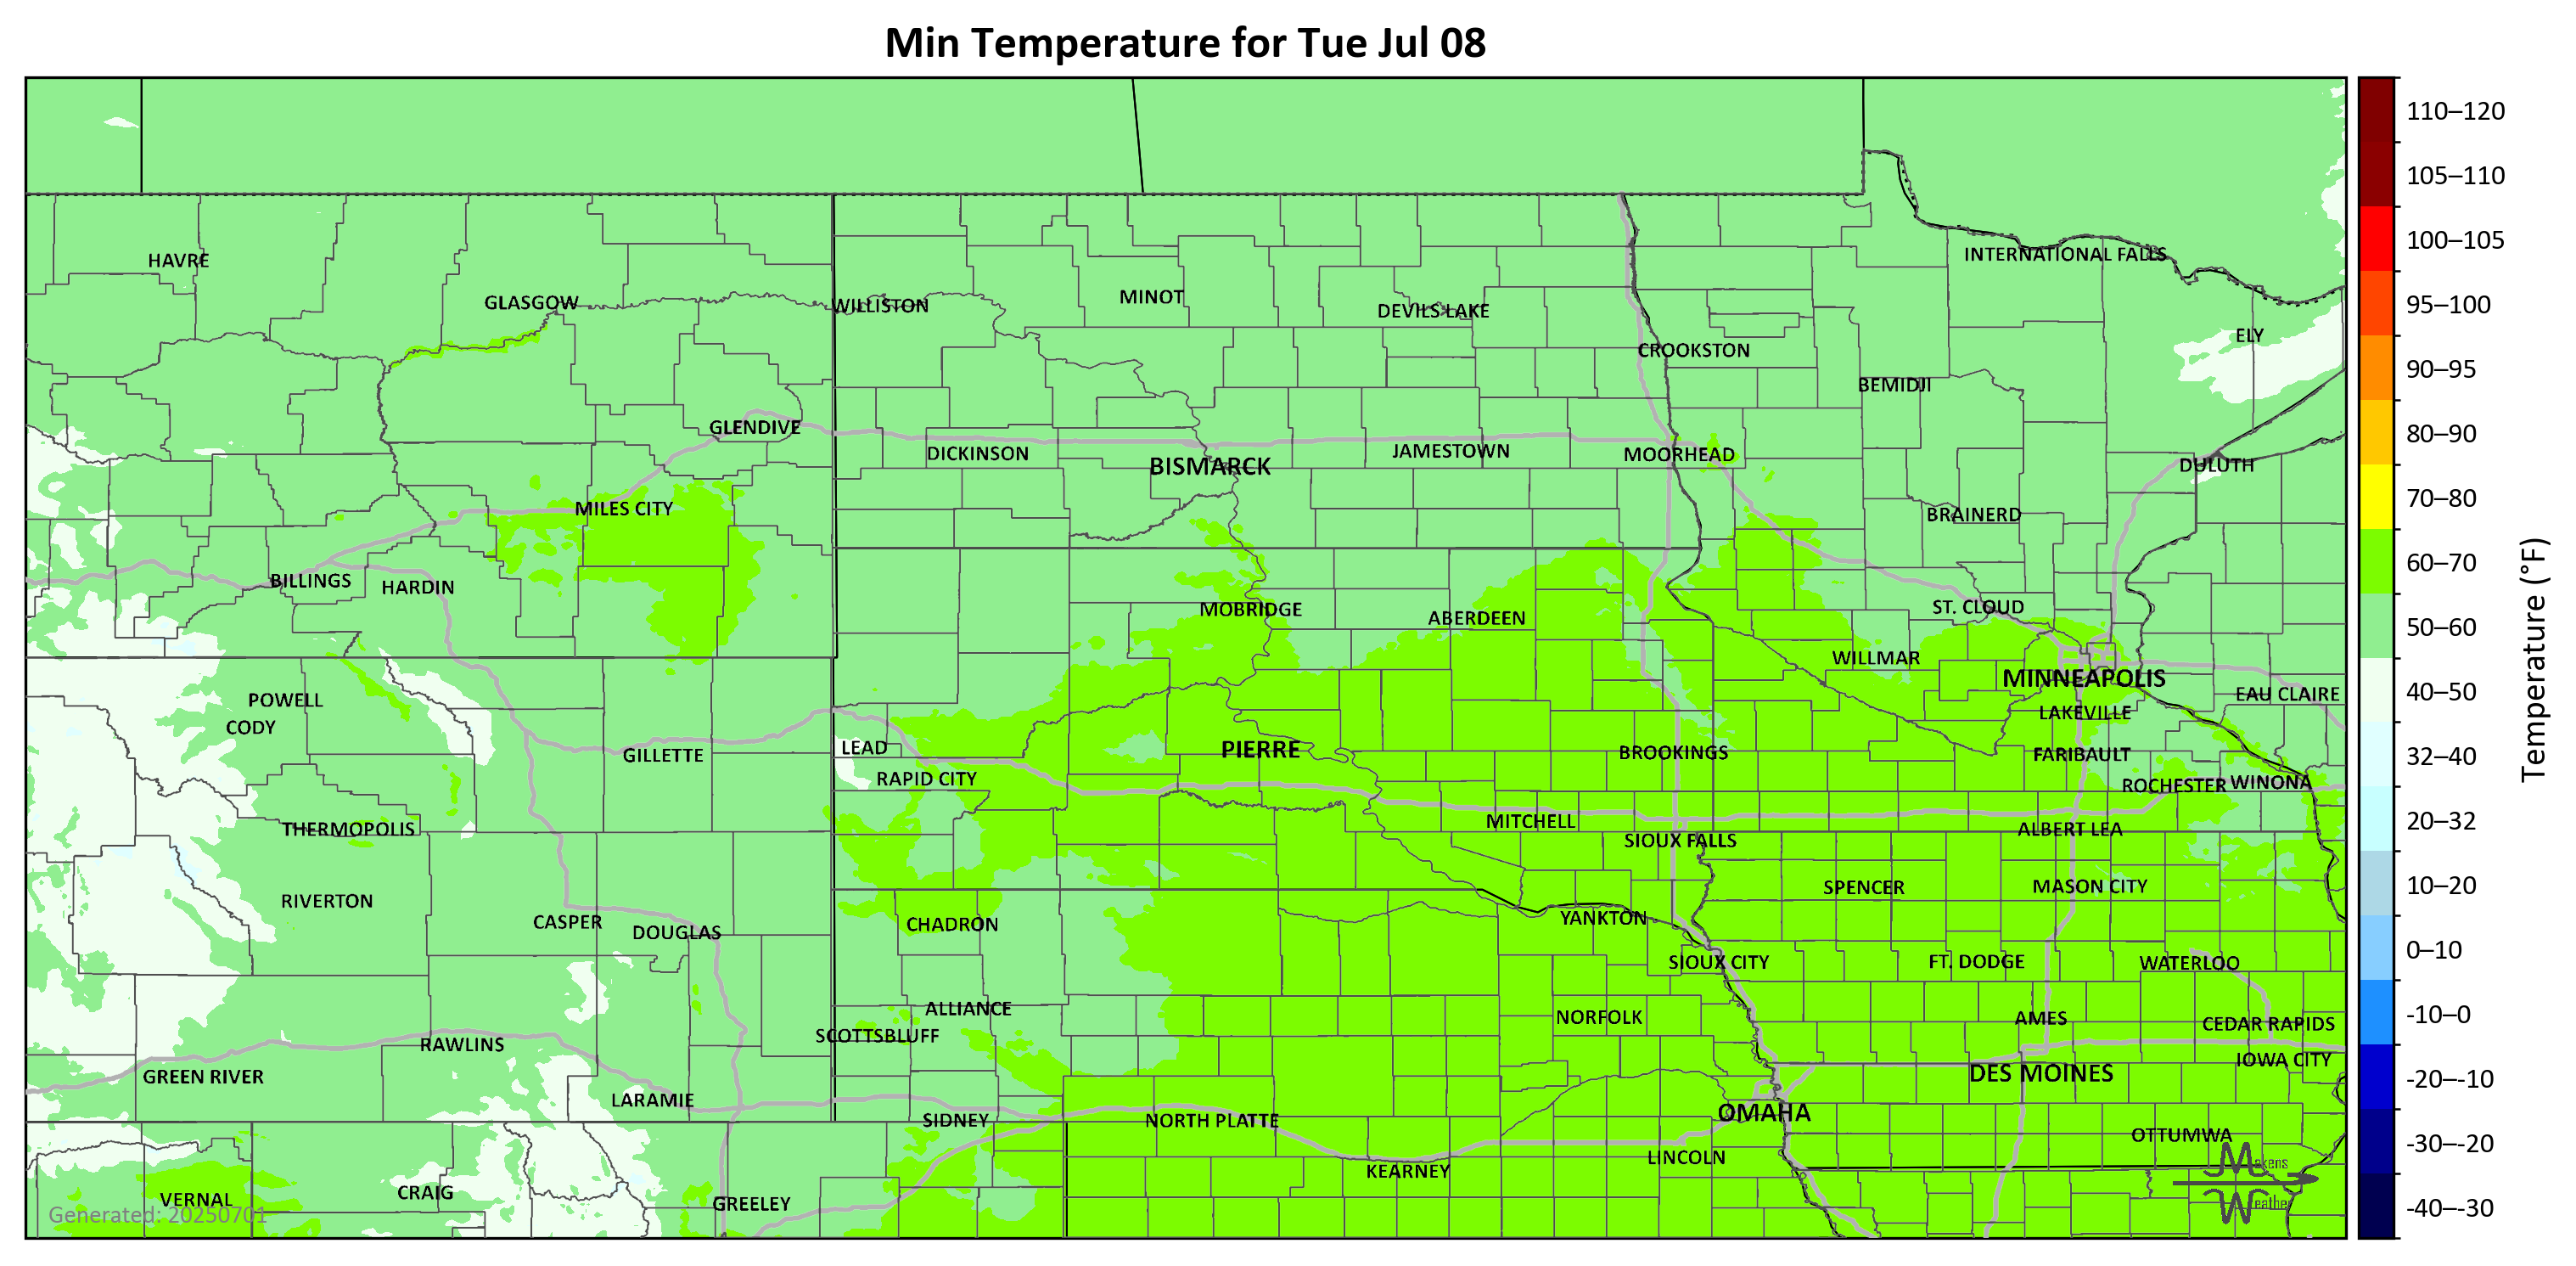 Min Temperature for Tue Jul 08
HAVRE
GLASGOW
WILLISTON
MINOT
DEVILS LAKE
INTERNATIONAL FALLS
CROOKSTON
ELY
BEMIDJI
GLENDIVE
DICKINSON
BISMARCK
JAMESTOWN
MOORHEAD
DULUTH
MILES CITY
BRAINERD
BILLINGS
HARDIN
MOBRIDGE
ABERDEEN
ST. CLOUD
WILLMAR
MINNEAPOLIS
POWELL
EAU CLAIRE
CODY
LAKEVILLE
GILLETTE
LEAD
PIERRE
BROOKINGS
FARIBAULT
RAPID CITY
ROCHESTER
WINONA
THERMOPOLIS
MITCHELL
SIOUX FALLS
ALBERT LEA
RIVERTON
SPENCER
MASON CITY
CASPER
DOUGLAS
CHADRON
YANKTON
SIOUX CITY
FT. DODGE
WATERLOO
ALLIANCE
NORFOLK
AMES
CEDAR RAPIDS
SCOTTSBLUFF
RAWLINS
IOWA CITY
GREEN RIVER
DES MOINES
LARAMIE
SIDNEY
NORTH PLATTE
OMAHA
OTTUMWA
LINCOLN
KEARNEY
VERNAL
CRAIG
GREELEY
Generated: 20250701
Makens
Weather
110–120
105–110
100–105
95–100
90–95
80–90
70–80
60–70
50–60
40–50
32–40
20–32
10–20
0–10
-10–0
-20–-10
-30–-20
-40–-30
Temperature (°F)